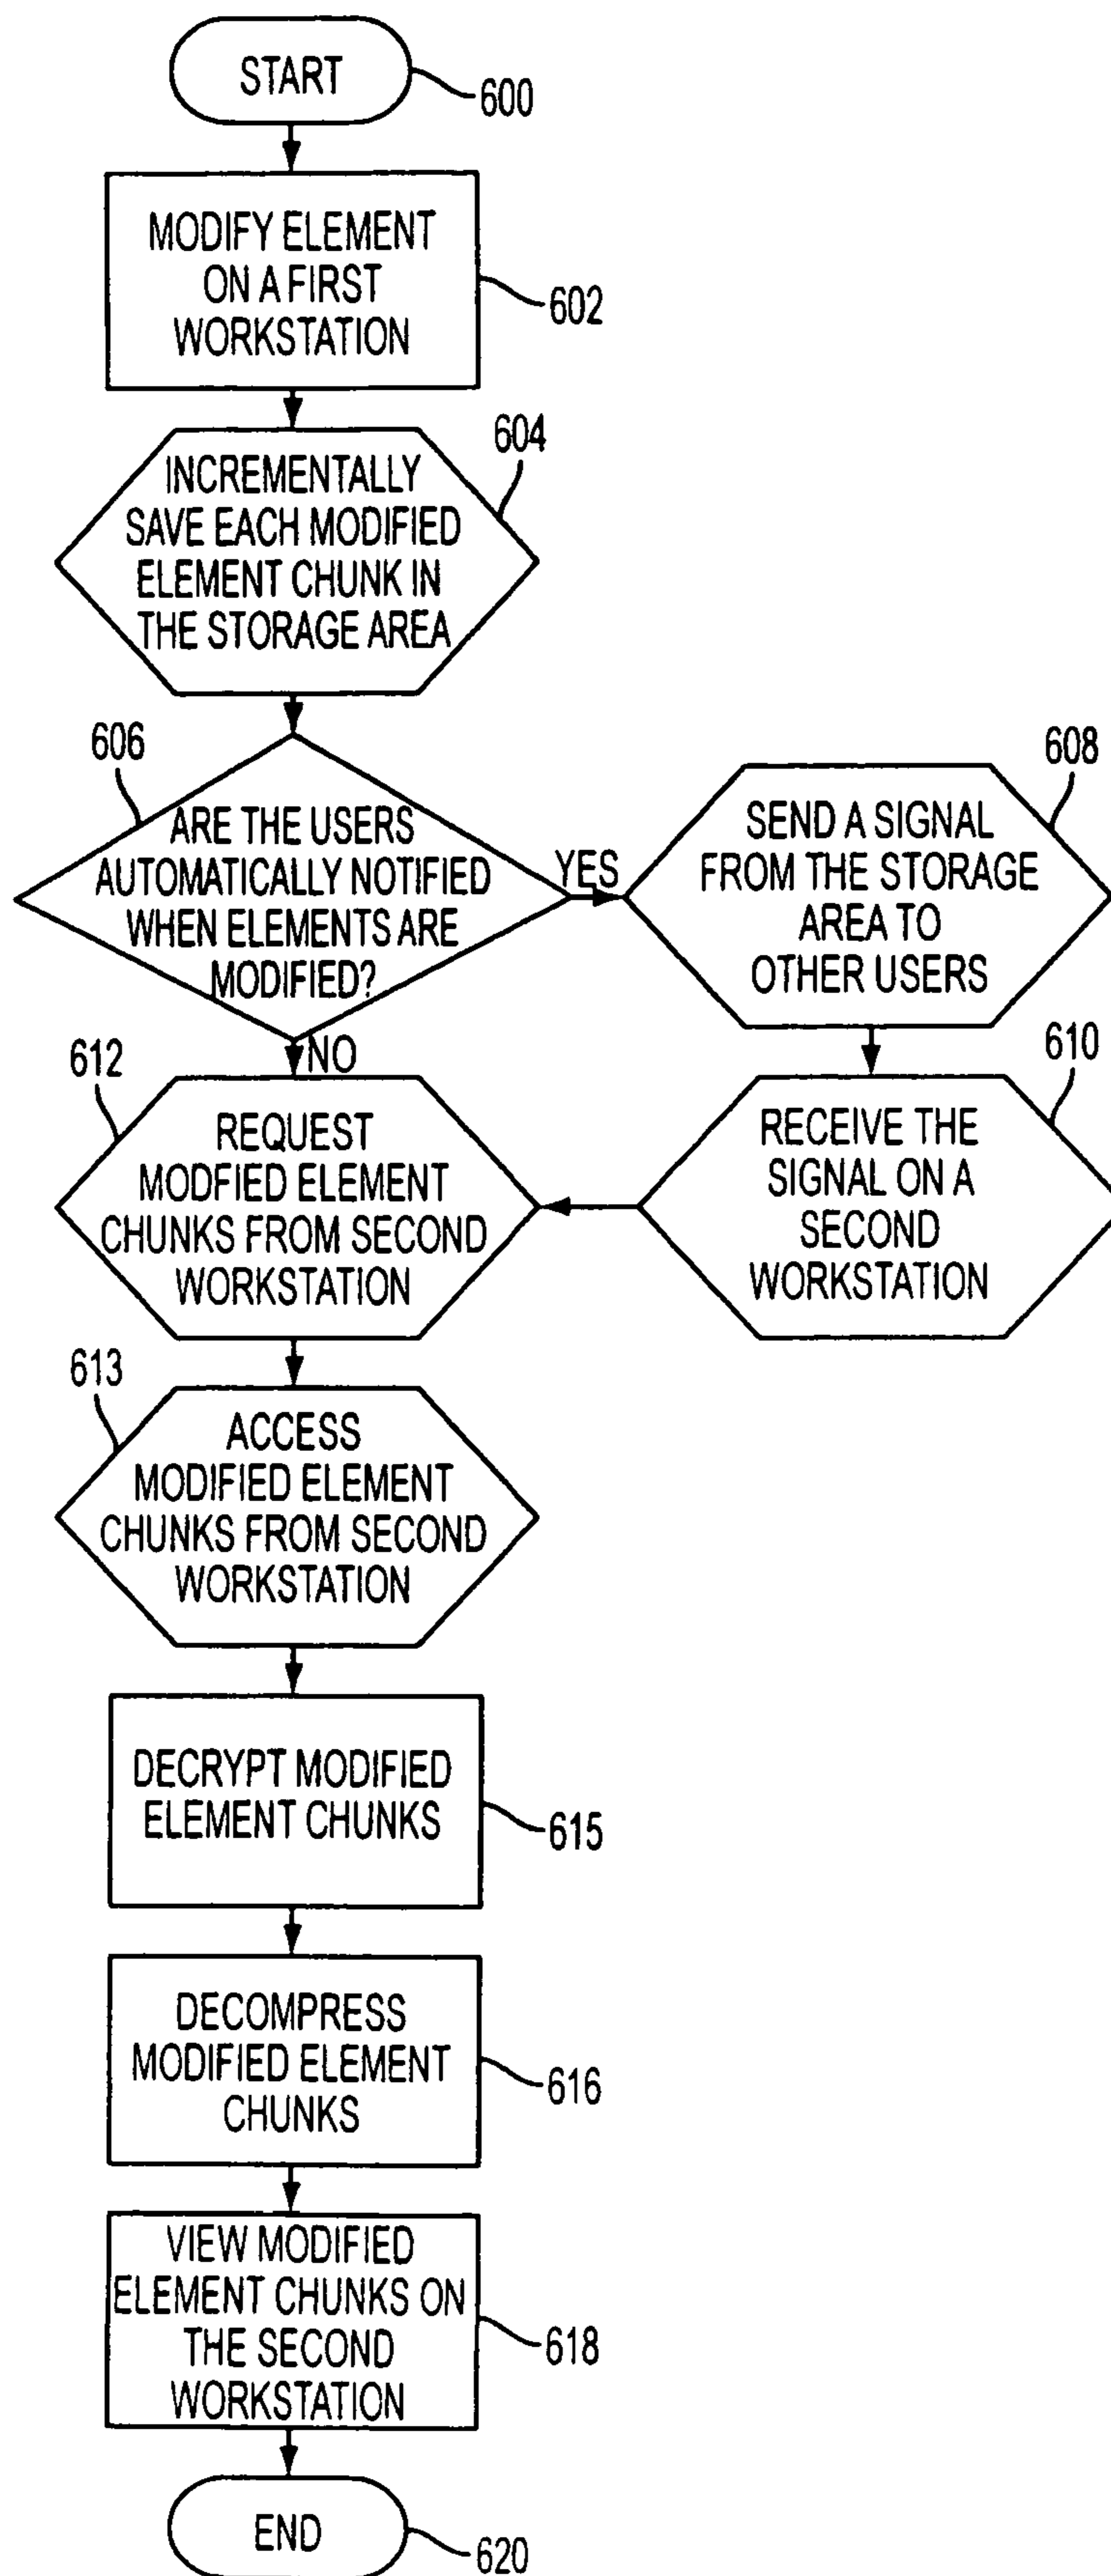 START
600
MODIFY ELEMENT
ON A FIRST
WORKSTATION
602
604
INCREMENTALLY
SAVE EACH MODIFIED
ELEMENT CHUNK IN
THE STORAGE AREA
606
ARE THE USERS
AUTOMATICALLY NOTIFIED
WHEN ELEMENTS ARE
MODIFIED?
YES
608
SEND A SIGNAL
FROM THE STORAGE
AREA TO
OTHER USERS
NO
610
RECEIVE THE
SIGNAL ON A
SECOND
WORKSTATION
612
REQUEST
MODFIED ELEMENT
CHUNKS FROM SECOND
WORKSTATION
613
ACCESS
MODIFIED ELEMENT
CHUNKS FROM SECOND
WORKSTATION
DECRYPT MODIFIED
ELEMENT CHUNKS
615
DECOMPRESS
MODIFIED ELEMENT
CHUNKS
616
VIEW MODIFIED
ELEMENT CHUNKS ON
THE SECOND
WORKSTATION
618
END
620